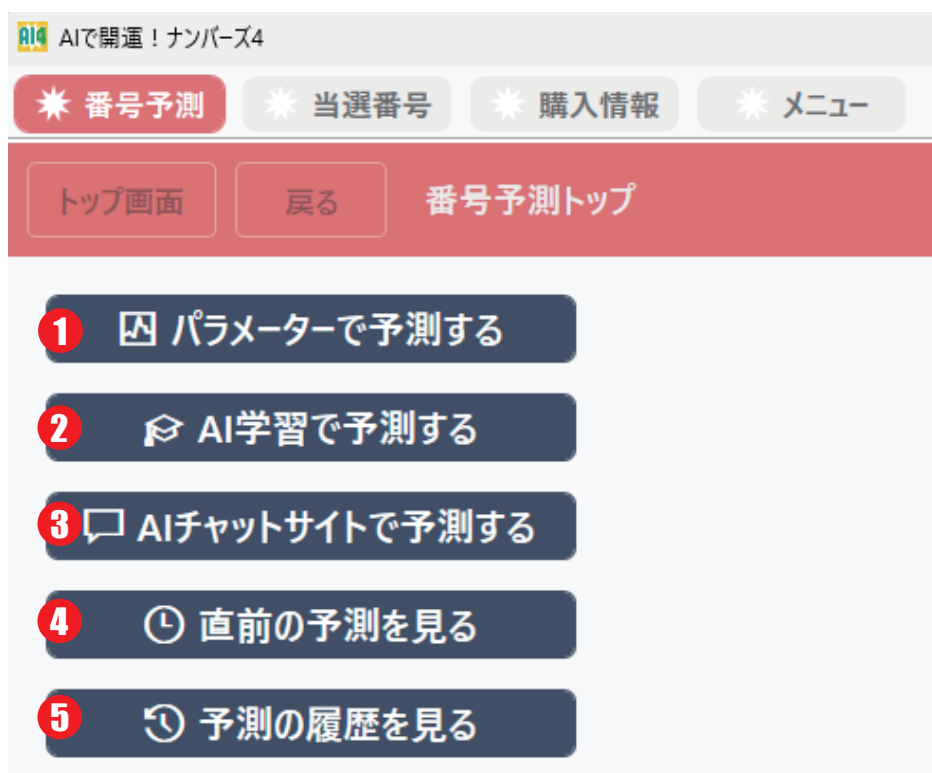 AI4 AIで開運！ナンバーズ4
番号予測 当選番号 購入情報 メニュー
トップ画面 戻る 番号予測トップ
1 パラメーターで予測する
2 AI学習で予測する
3 AIチャットサイトで予測する
4 直前の予測を見る
5 予測の履歴を見る